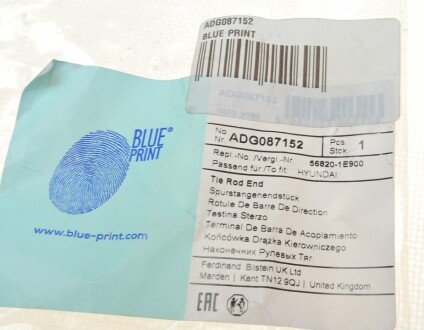 ADG087152
BLUE PRINT
ADG087152
BLUE®
PRINT
www.blue-print.com
No
Nr ADG087152
Pcs.
Stck. 1
Repl.-No./Vergl.-Nr. 56820-1E900
Passend für/To fit: HYUNDAI
Tie Rod End
Spurstangenendstück
Rotule De Barre De Direction
Testina Sterzo
Terminal De Barra De Acoplamiento
Końcówka Drążka Kierowniczego
Наконечник Рулевых Тяг
Ferdinand Bilstein UK Ltd
Marden | Kent TN12 9QJ | United Kingdom
EAC